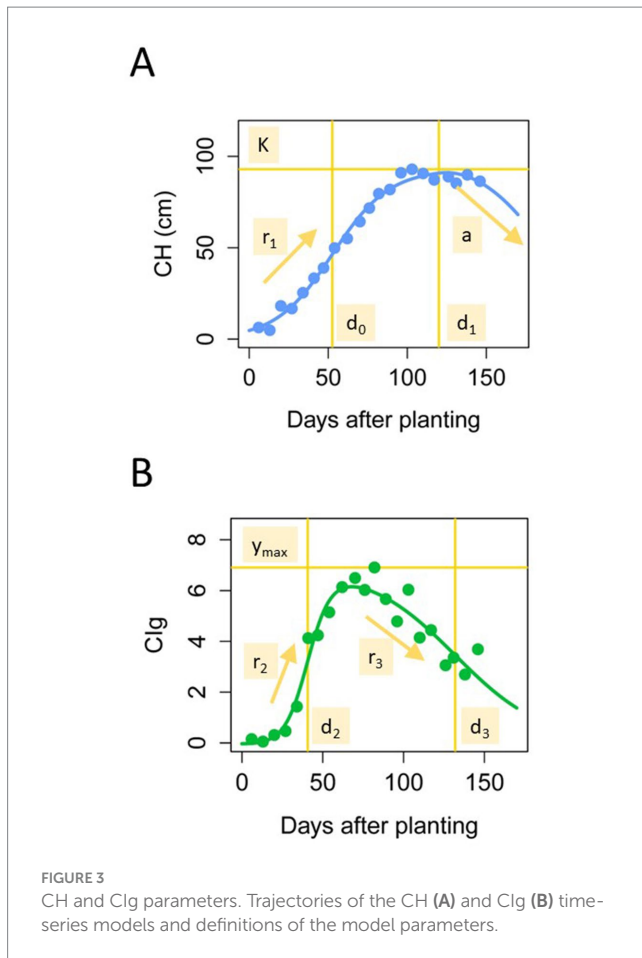 A
K
100
r₁
a
CH (cm)
50
d₀
d₁
0
0
50
100
150
Days after planting
B
8
yₘₐₓ
6
CIg
4
r₂
r₃
2
d₂
d₃
0
0
50
100
150
Days after planting
FIGURE 3
CH and CIg parameters. Trajectories of the CH (A) and CIg (B) time-
series models and definitions of the model parameters.